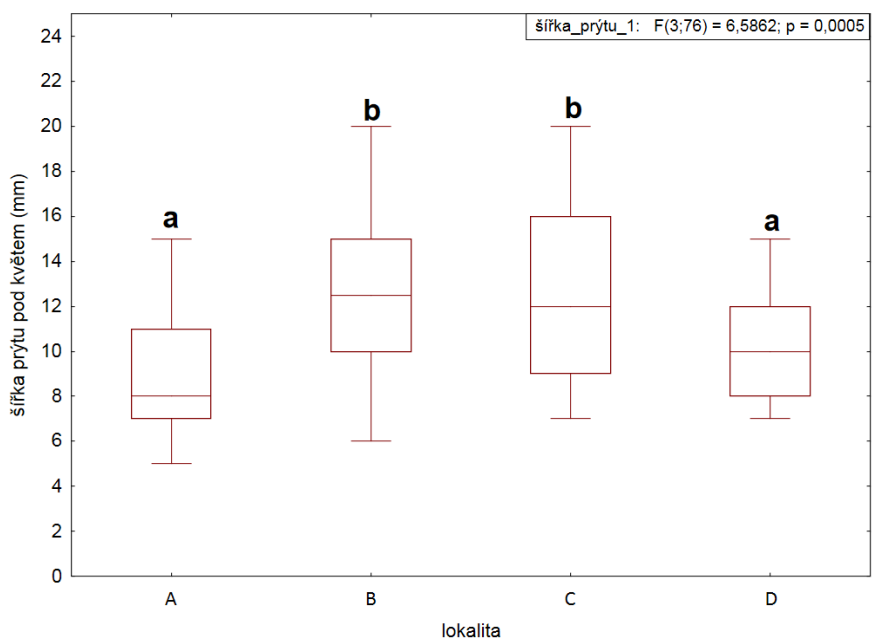 šířka_prýtu_1: F(3;76) = 6,5862; p = 0,0005
24
22
20
18
16
14
12
10
8
6
4
2
0
šířka prýtu pod květem (mm)
a
b
b
a
A B C D
lokalita